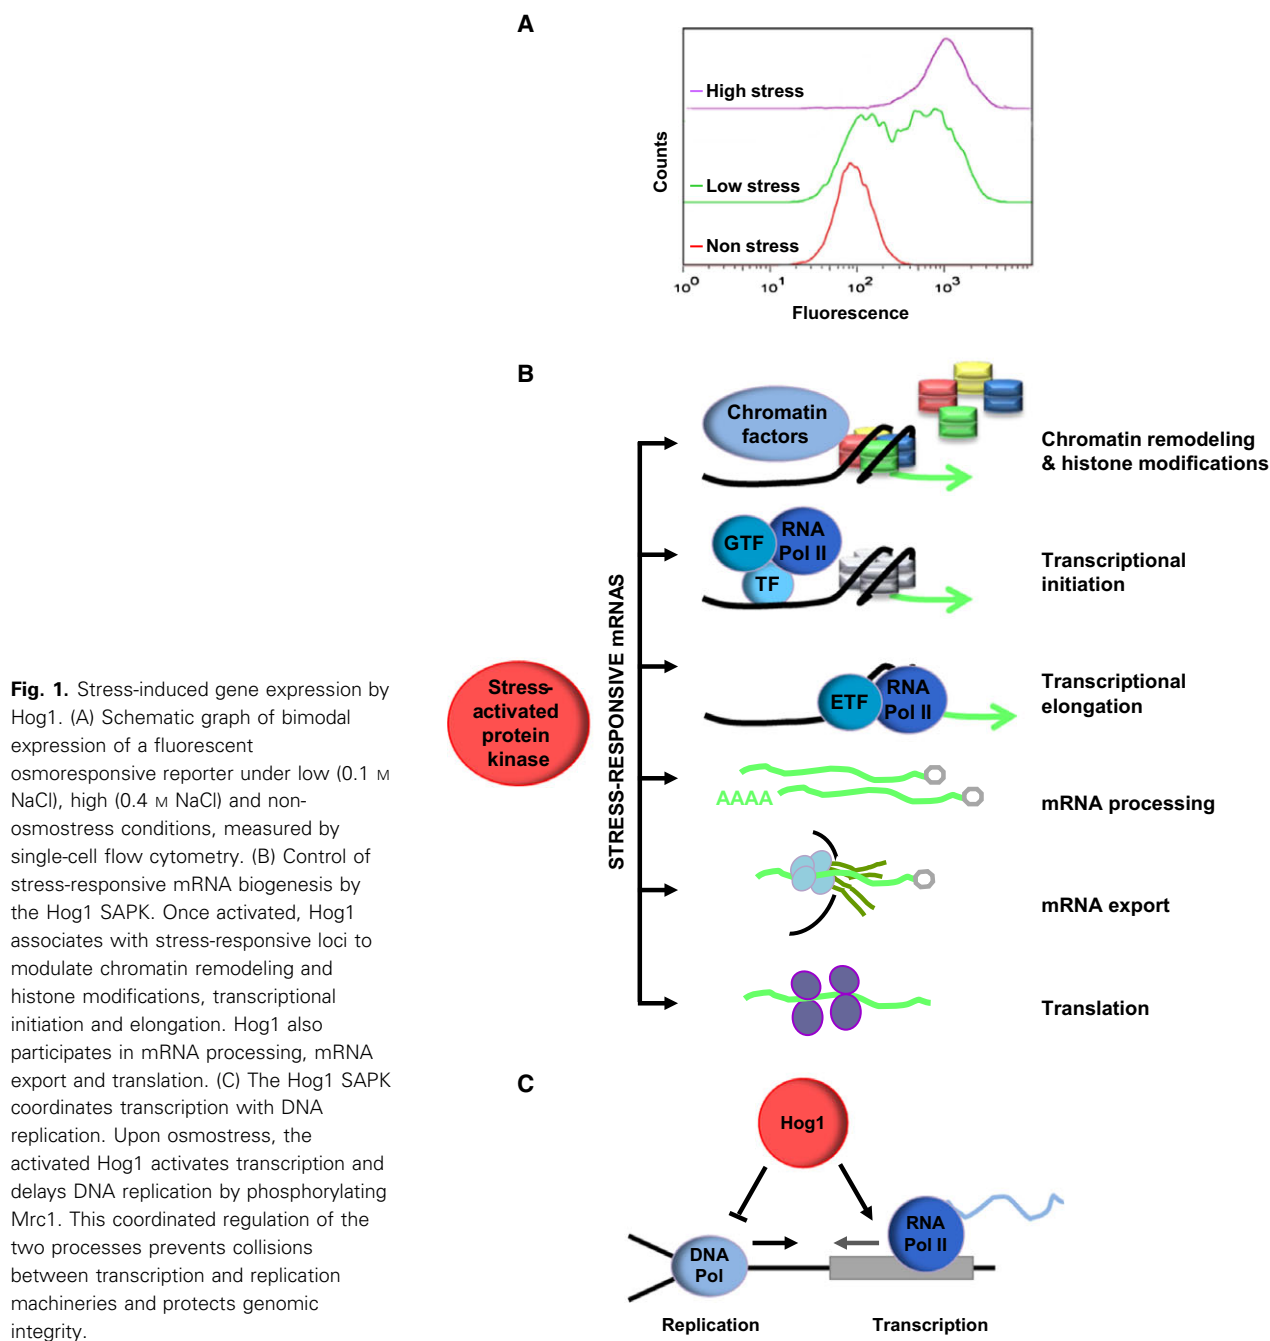 A
High stress
Low stress
Non stress
Counts
10⁰ 10¹ 10² 10³
Fluorescence
B
Stress-
activated
protein
kinase
STRESS-RESPONSIVE mRNAS
Chromatin
factors
Chromatin remodeling
& histone modifications
GTF
RNA
Pol II
TF
Transcriptional
initiation
ETF
RNA
Pol II
Transcriptional
elongation
AAAA
mRNA processing
mRNA export
Translation
C
Hog1
DNA
Pol
RNA
Pol II
Replication
Transcription
Fig. 1. Stress-induced gene expression by
Hog1. (A) Schematic graph of bimodal
expression of a fluorescent
osmoresponsive reporter under low (0.1 M
NaCl), high (0.4 M NaCl) and non-
osmostress conditions, measured by
single-cell flow cytometry. (B) Control of
stress-responsive mRNA biogenesis by
the Hog1 SAPK. Once activated, Hog1
associates with stress-responsive loci to
modulate chromatin remodeling and
histone modifications, transcriptional
initiation and elongation. Hog1 also
participates in mRNA processing, mRNA
export and translation. (C) The Hog1 SAPK
coordinates transcription with DNA
replication. Upon osmostress, the
activated Hog1 activates transcription and
delays DNA replication by phosphorylating
Mrc1. This coordinated regulation of the
two processes prevents collisions
between transcription and replication
machineries and protects genomic
integrity.